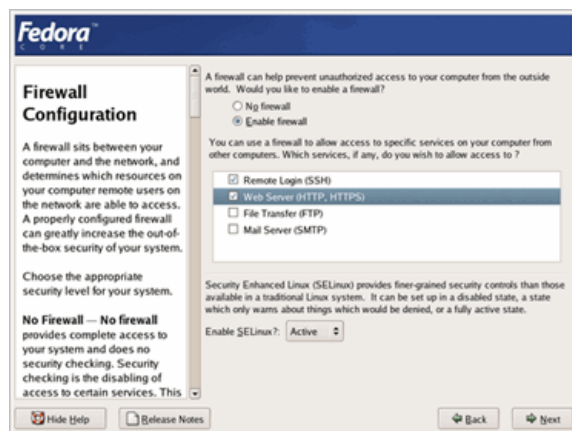 Fedora™
CORE
Firewall
Configuration
A firewall sits between your
computer and the network, and
determines which resources on
your computer remote users on
the network are able to access.
A properly configured firewall
can greatly increase the out-of-
the-box security of your system.
Choose the appropriate
security level for your system.
No Firewall — No firewall
provides complete access to
your system and does no
security checking. Security
checking is the disabling of
access to certain services. This
A firewall can help prevent unauthorized access to your computer from the outside
world. Would you like to enable a firewall?
No firewall
Enable firewall
You can use a firewall to allow access to specific services on your computer from
other computers. Which services, if any, do you wish to allow access to ?
Remote Login (SSH)
Web Server (HTTP, HTTPS)
File Transfer (FTP)
Mail Server (SMTP)
Security Enhanced Linux (SELinux) provides finer-grained security controls than those
available in a traditional Linux system. It can be set up in a disabled state, a state
which only warns about things which would be denied, or a fully active state.
Enable SELinux?: Active
Hide Help
Release Notes
Back
Next